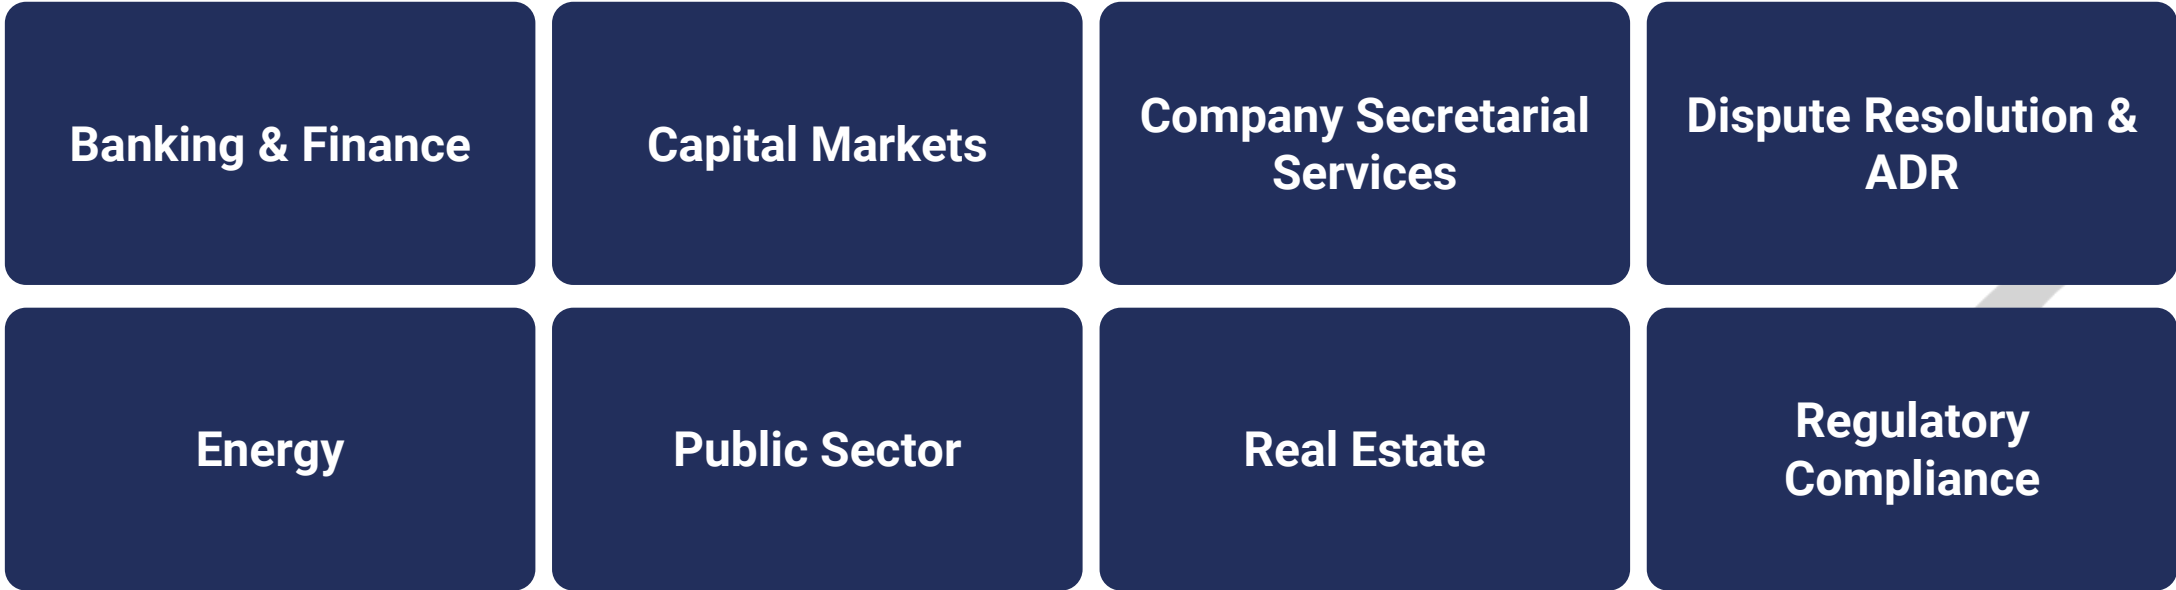 Banking & Finance
Capital Markets
Company Secretarial
Services
Dispute Resolution &
ADR
Energy
Public Sector
Real Estate
Regulatory
Compliance